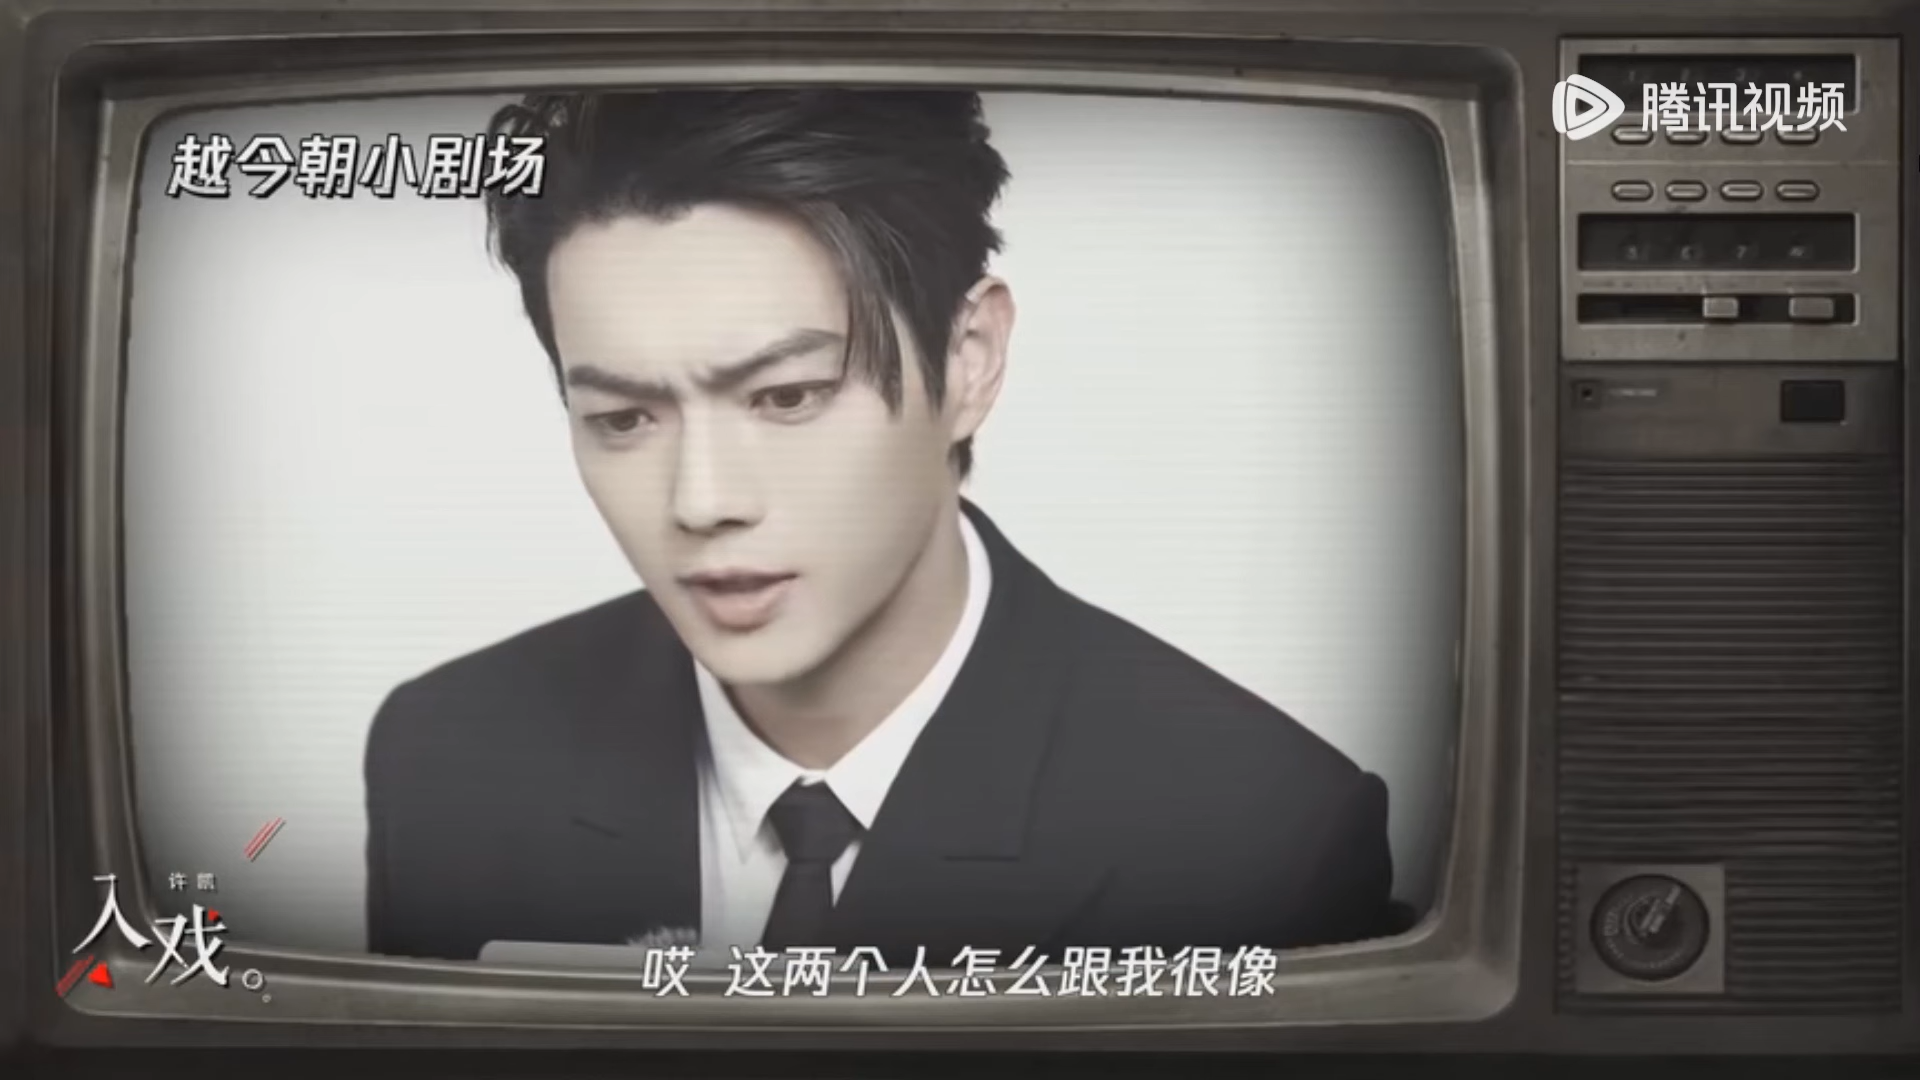 腾讯视频
越今朝小剧场
许凯
入戏。
哎 这两个人怎么跟我很像